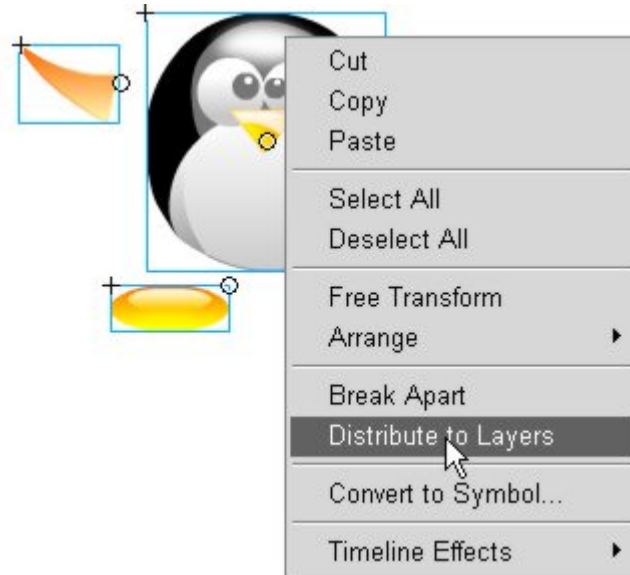 Cut
Copy
Paste
Select All
Deselect All
Free Transform
Arrange
Break Apart
Distribute to Layers
Convert to Symbol...
Timeline Effects